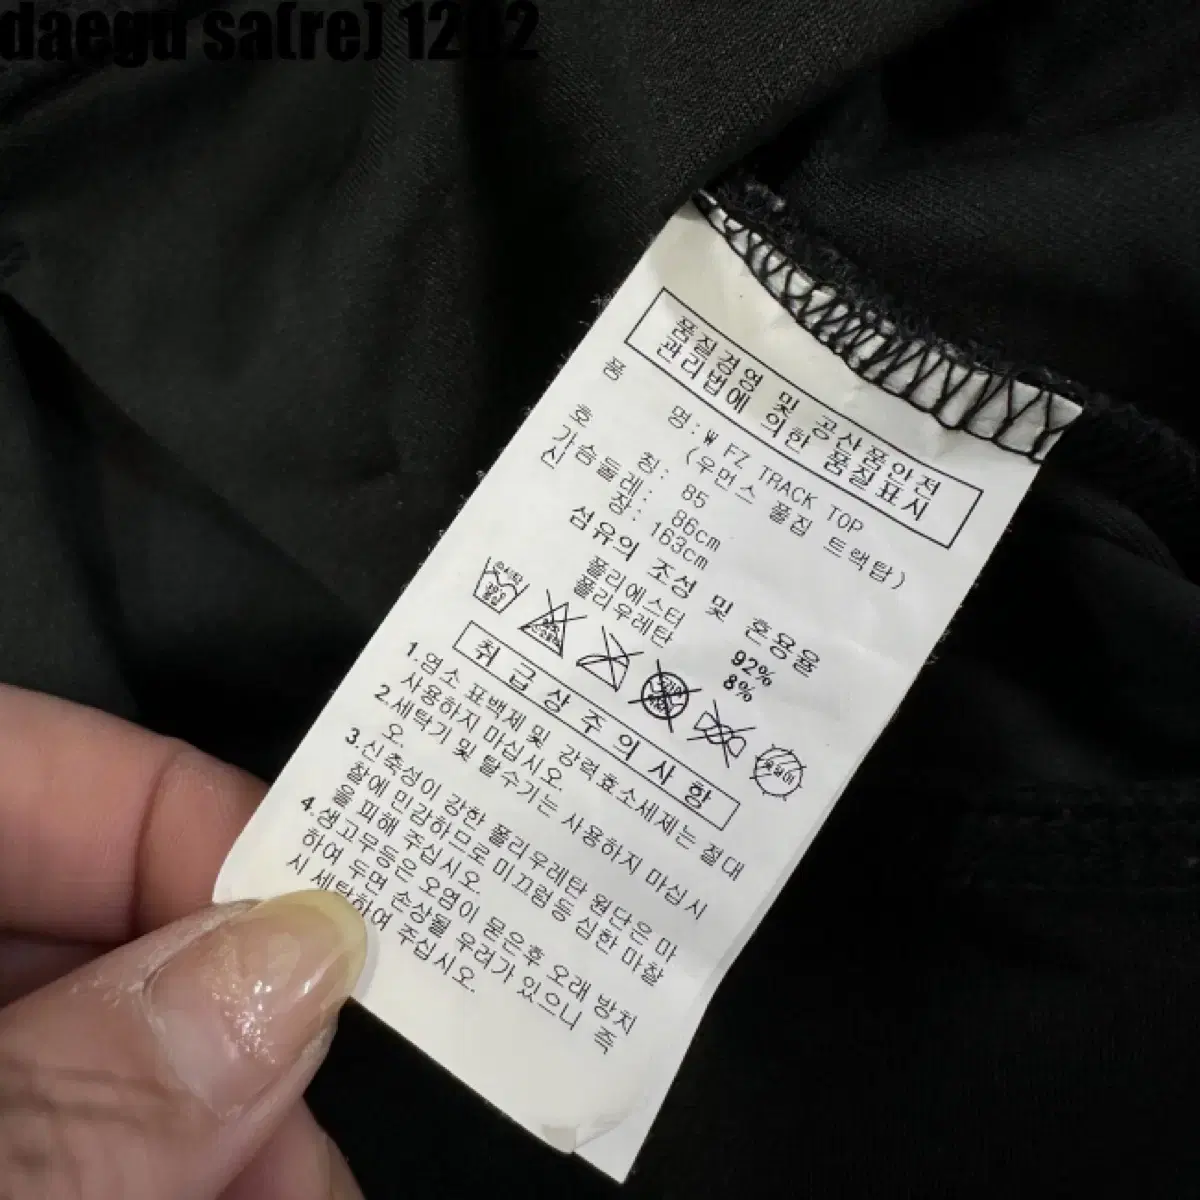 daegu sa(re) 1202
품질경영 및 공산품안전
관리법에 의한 품질표시
품 명: W FZ TRACK TOP
(우먼스 풀집 트랙탑)
호 칭: 85
가슴둘레: 86cm
신 장: 163cm
섬유의 조성 및 혼용율
폴리에스터 92%
폴리우레탄 8%
취급상주의사항
1.염소 표백제 및 강력효소세제는 절대
사용하지 마십시오.
2.세탁기 및 탈수기는 사용하지 마십시
오.
3.신축성이 강한 폴리우레탄 원단은 마
찰에 민감하므로 미끄럼등 심한 마찰
을 피해 주십시오.
4.생고무등은 오염이 묻은후 오래 방치
하여 두면 손상될 우려가 있으니 즉
시 세탁하여 주십시오.